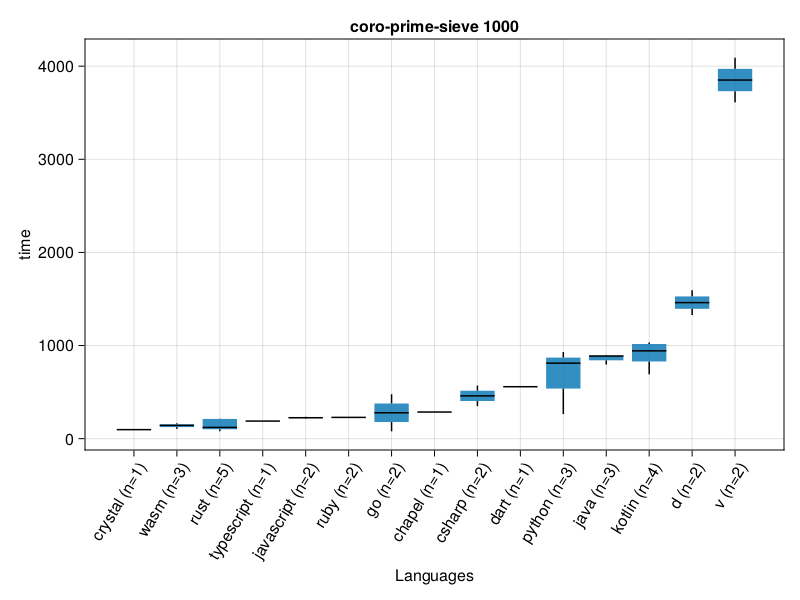 coro-prime-sieve 1000
time
4000
3000
2000
1000
0
crystal (n=1)
wasm (n=3)
rust (n=5)
typescript (n=1)
javascript (n=2)
ruby (n=2)
go (n=2)
chapel (n=1)
csharp (n=2)
dart (n=1)
python (n=3)
java (n=3)
kotlin (n=4)
d (n=2)
v (n=2)
Languages